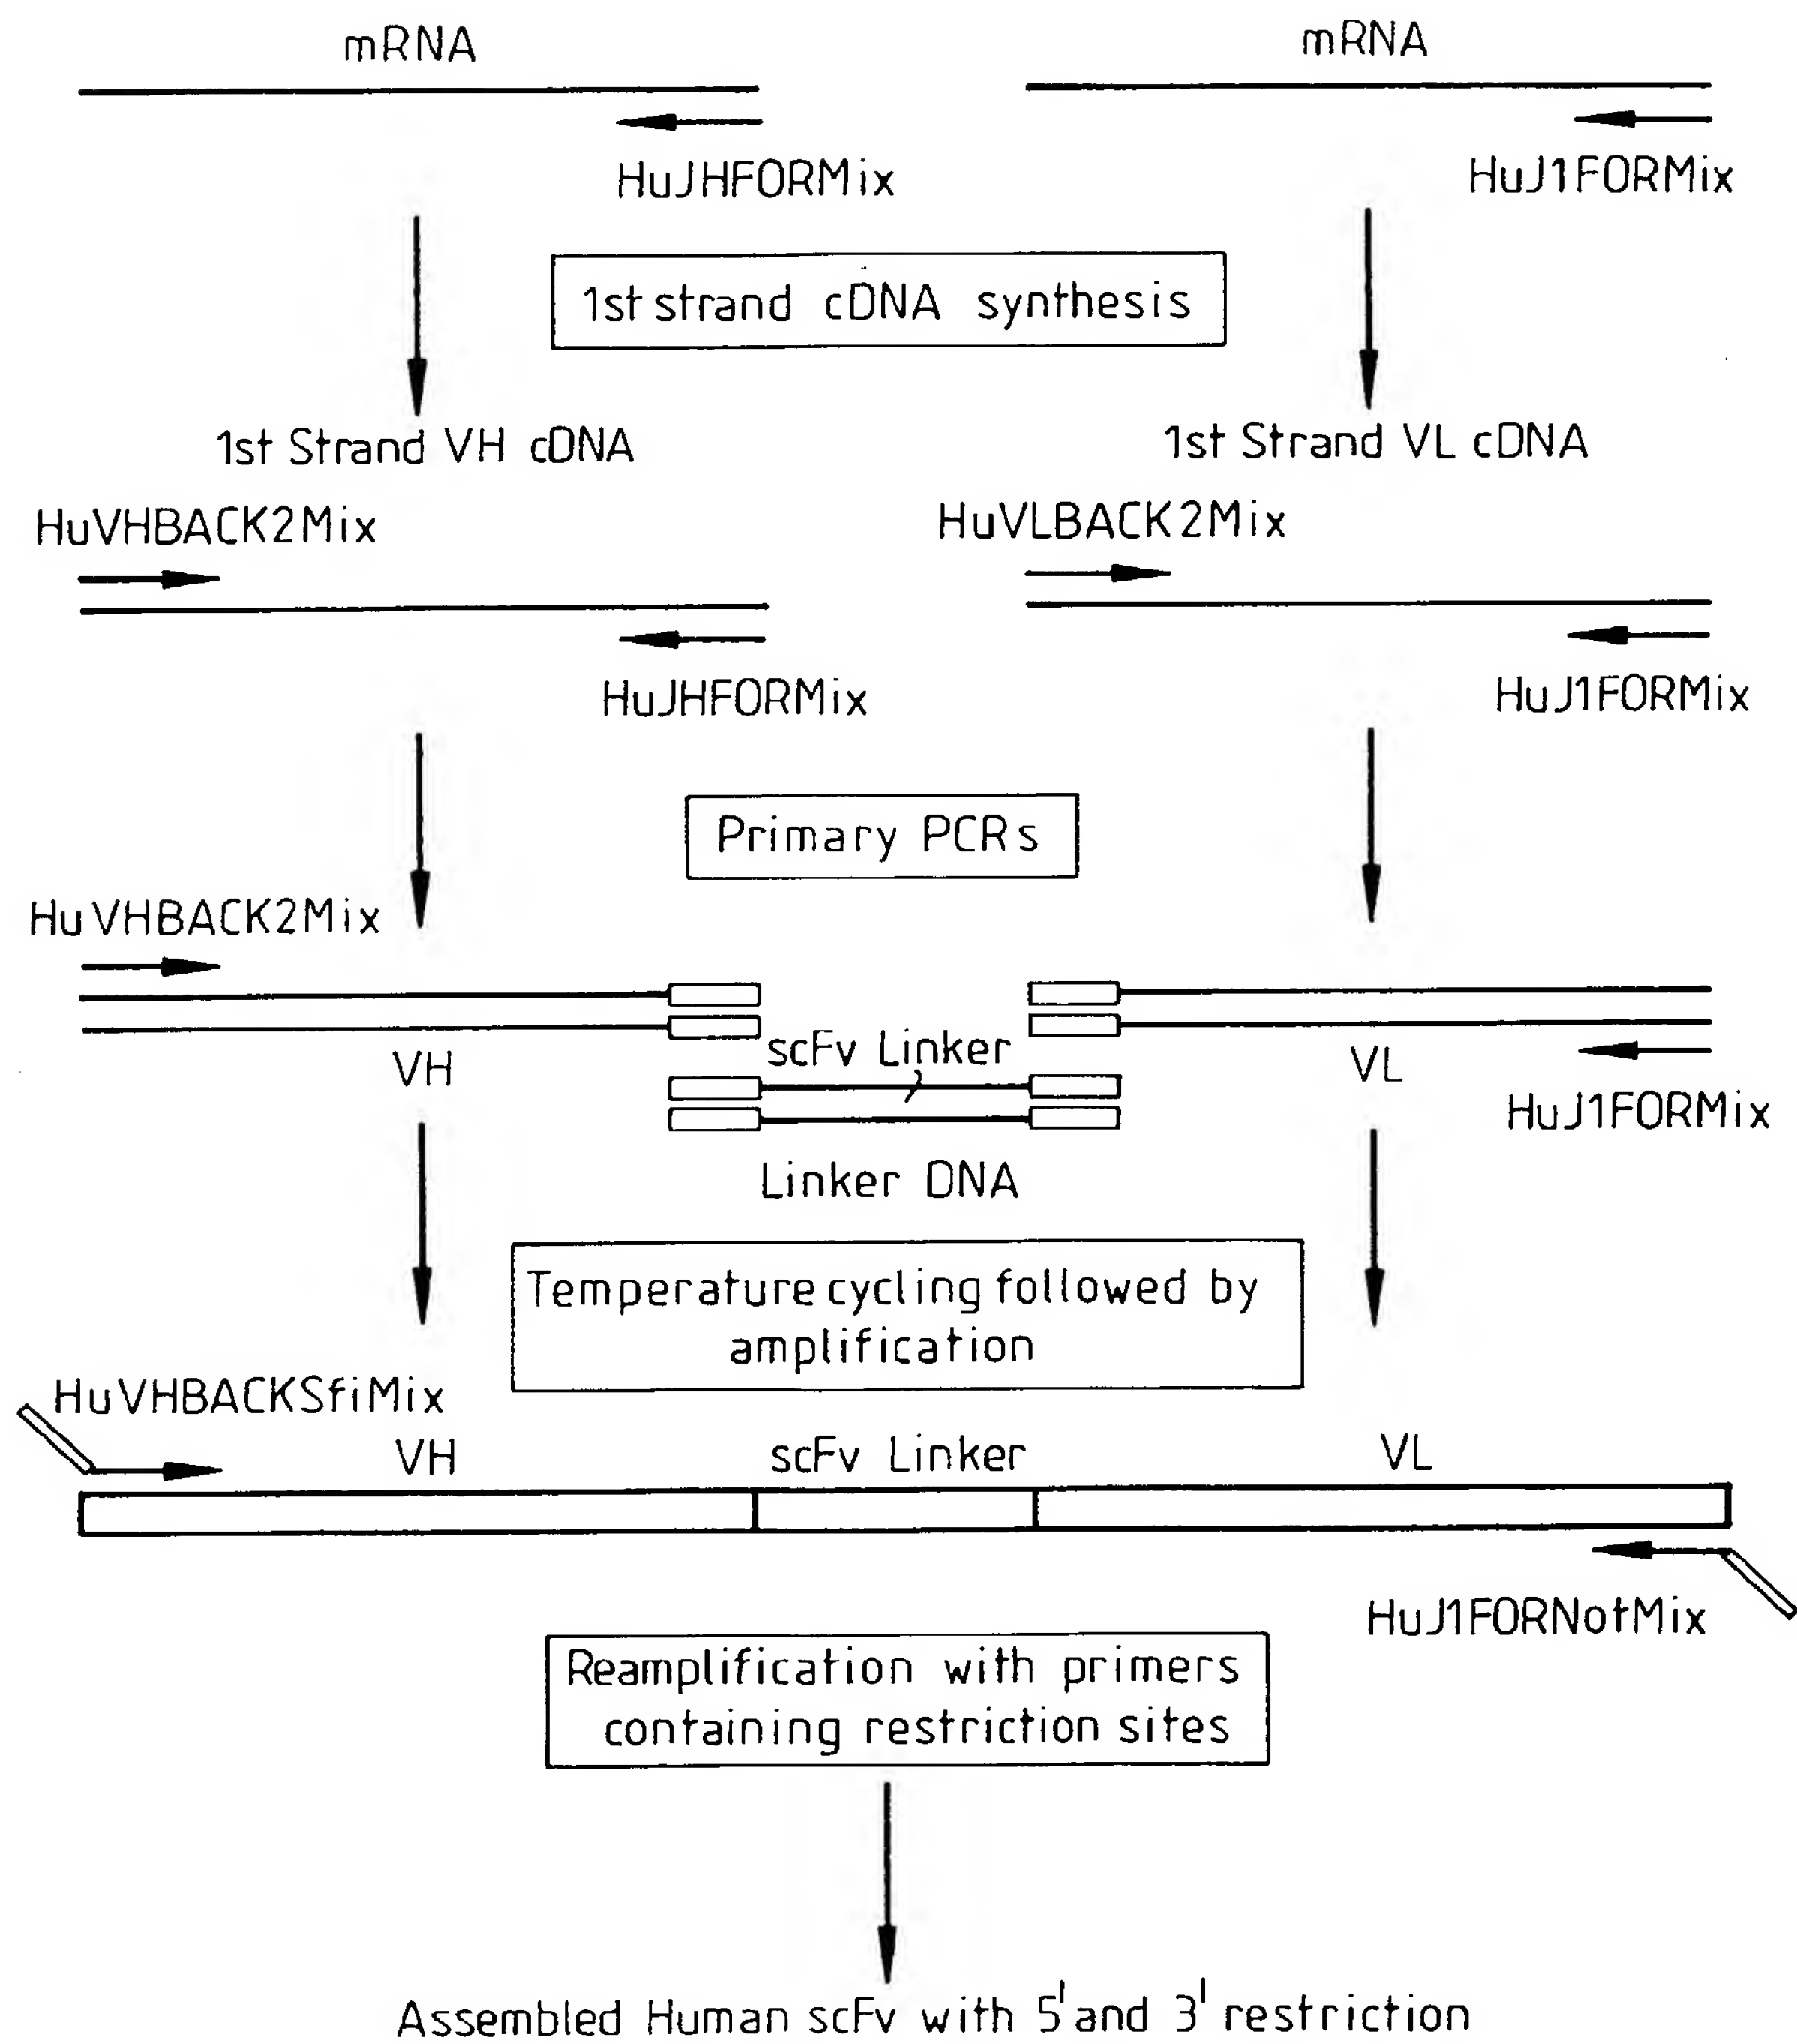 mRNA
mRNA
HuJHFORMix
HuJ1FORMix
1st strand cDNA synthesis
1st Strand VH cDNA
1st Strand VL cDNA
HuVHBACK2Mix
HuVLBACK2Mix
HuJHFORMix
HuJ1FORMix
Primary PCRs
HuVHBACK2Mix
VH
scFv Linker
VL
HuJ1FORMix
Linker DNA
Temperature cycling followed by
amplification
HuVHBACKSfiMix
VH
scFv Linker
VL
HuJ1FORNotMix
Reamplification with primers
containing restriction sites
Assembled Human scFv with 5' and 3' restriction